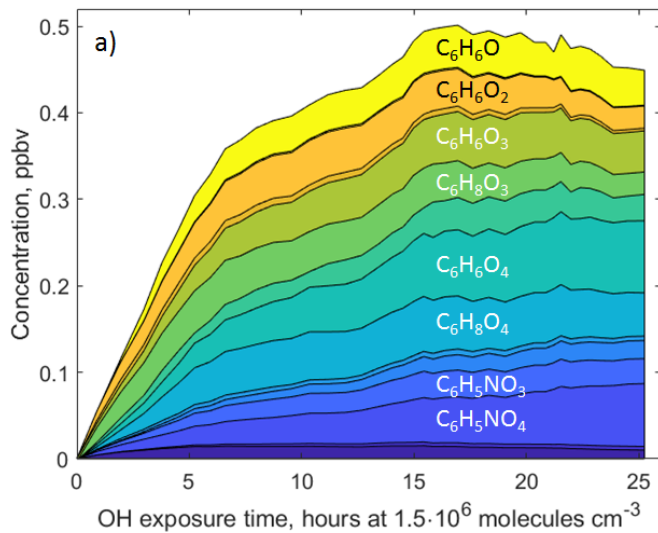 a)
0.5
0.4
0.3
0.2
0.1
0
Concentration, ppbv
C₆H₆O
C₆H₆O₂
C₆H₆O₃
C₆H₈O₃
C₆H₆O₄
C₆H₈O₄
C₆H₅NO₃
C₆H₅NO₄
0 5 10 15 20 25
OH exposure time, hours at 1.5·10⁶ molecules cm⁻³